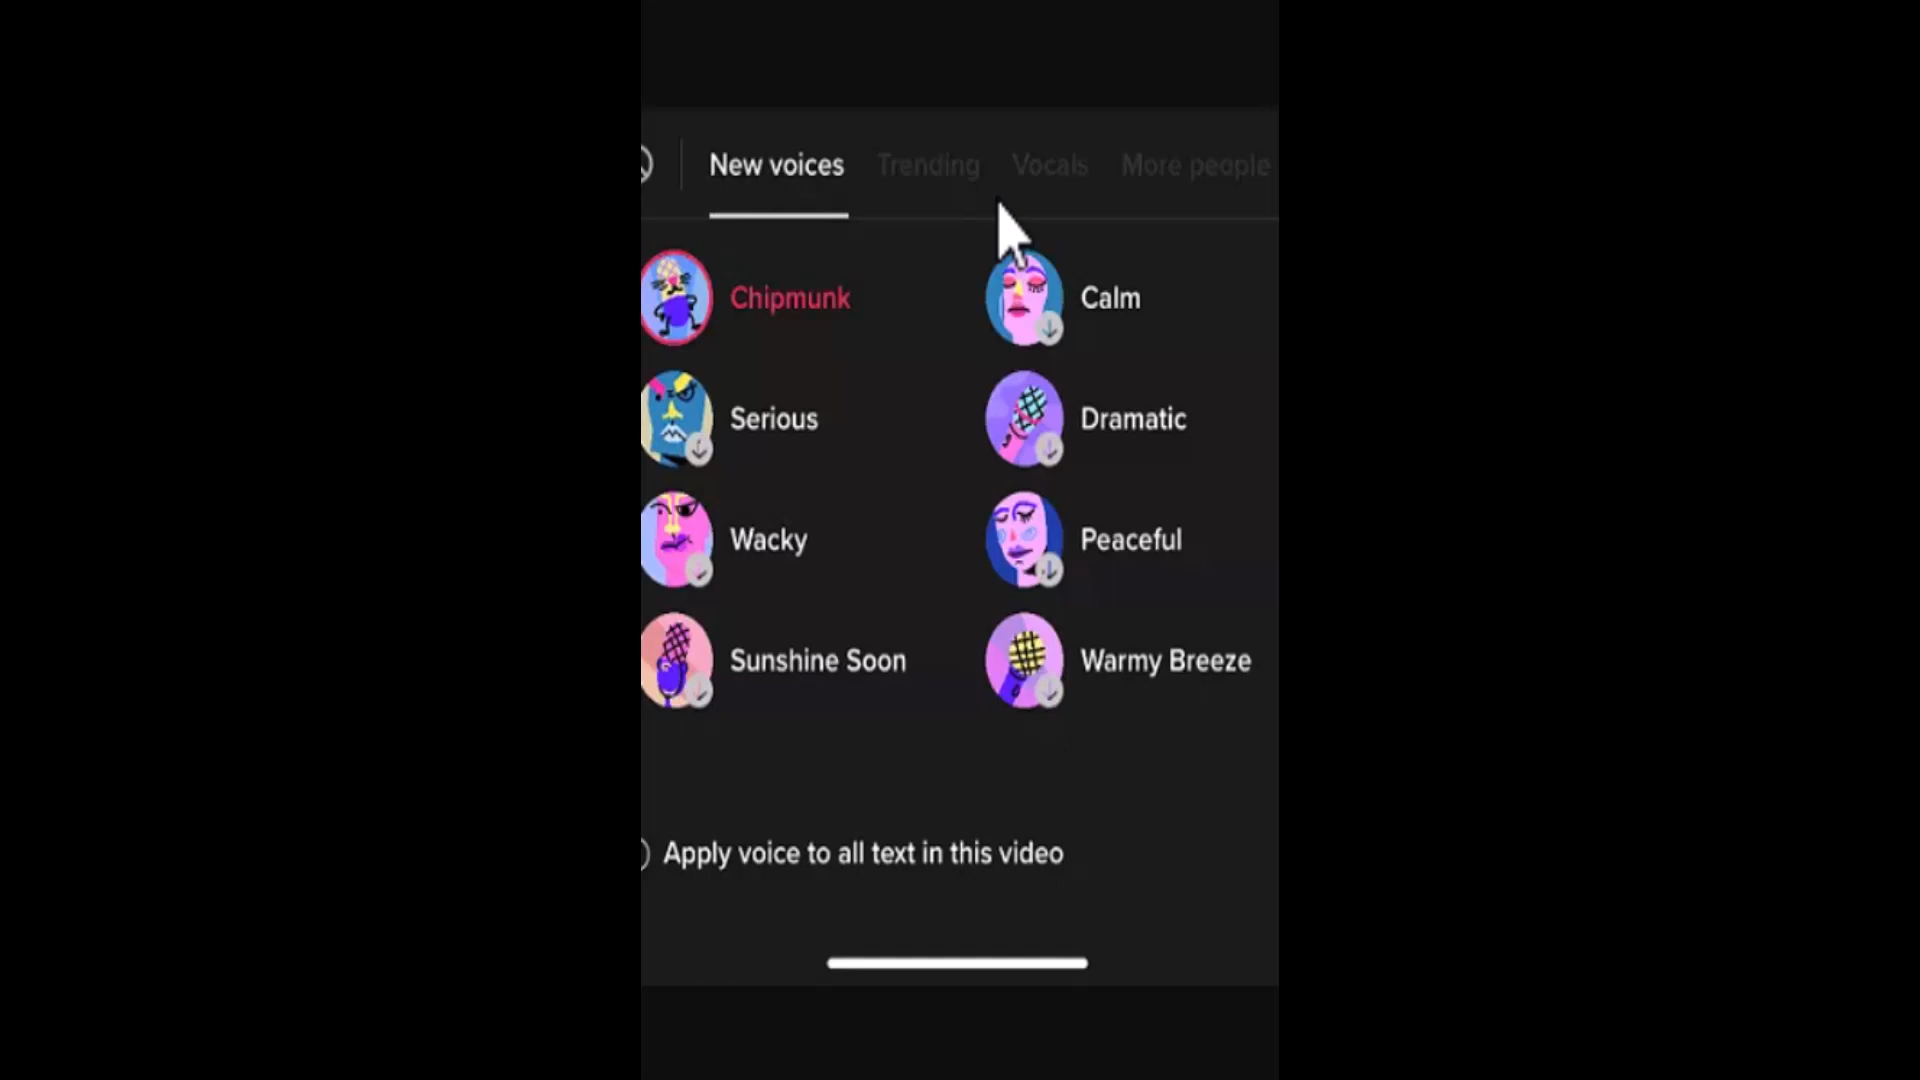 New voices Trending Vocals More people
Chipmunk Calm
Serious Dramatic
Wacky Peaceful
Sunshine Soon Warmy Breeze
Apply voice to all text in this video